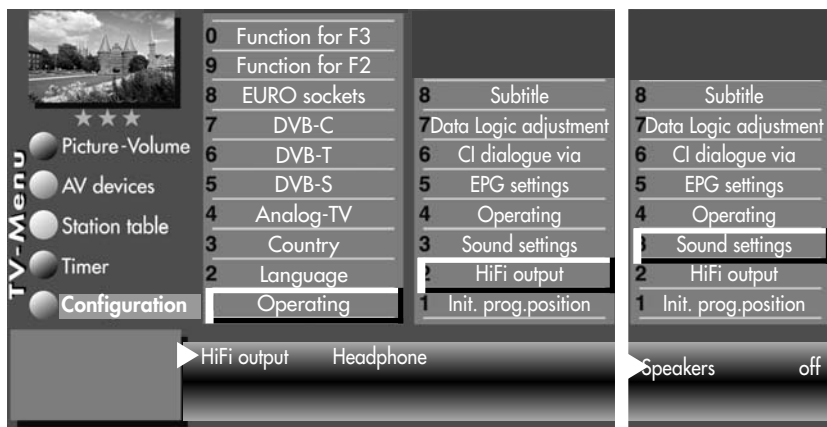 TV-Menu
Picture-Volume
AV devices
Station table
Timer
Configuration
0 Function for F3
9 Function for F2
8 EURO sockets
7 DVB-C
6 DVB-T
5 DVB-S
4 Analog-TV
3 Country
2 Language
Operating
8 Subtitle
7 Data Logic adjustment
6 CI dialogue via
5 EPG settings
4 Operating
3 Sound settings
2 HiFi output
1 Init. prog.position
HiFi output Headphone
8 Subtitle
7 Data Logic adjustment
6 CI dialogue via
5 EPG settings
4 Operating
3 Sound settings
2 HiFi output
1 Init. prog.position
Speakers off